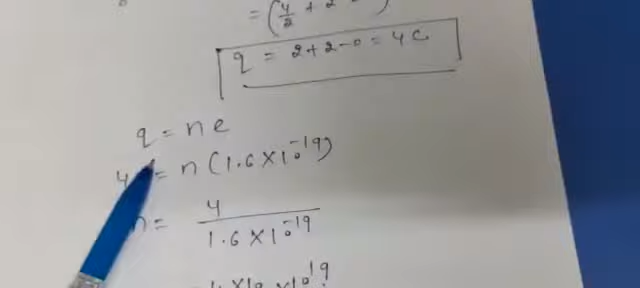 = (4/2 + 2
q = 2+2-0 = 4C
q = ne
4 = n(1.6×10^-19)
n = 4/(1.6×10^-19)